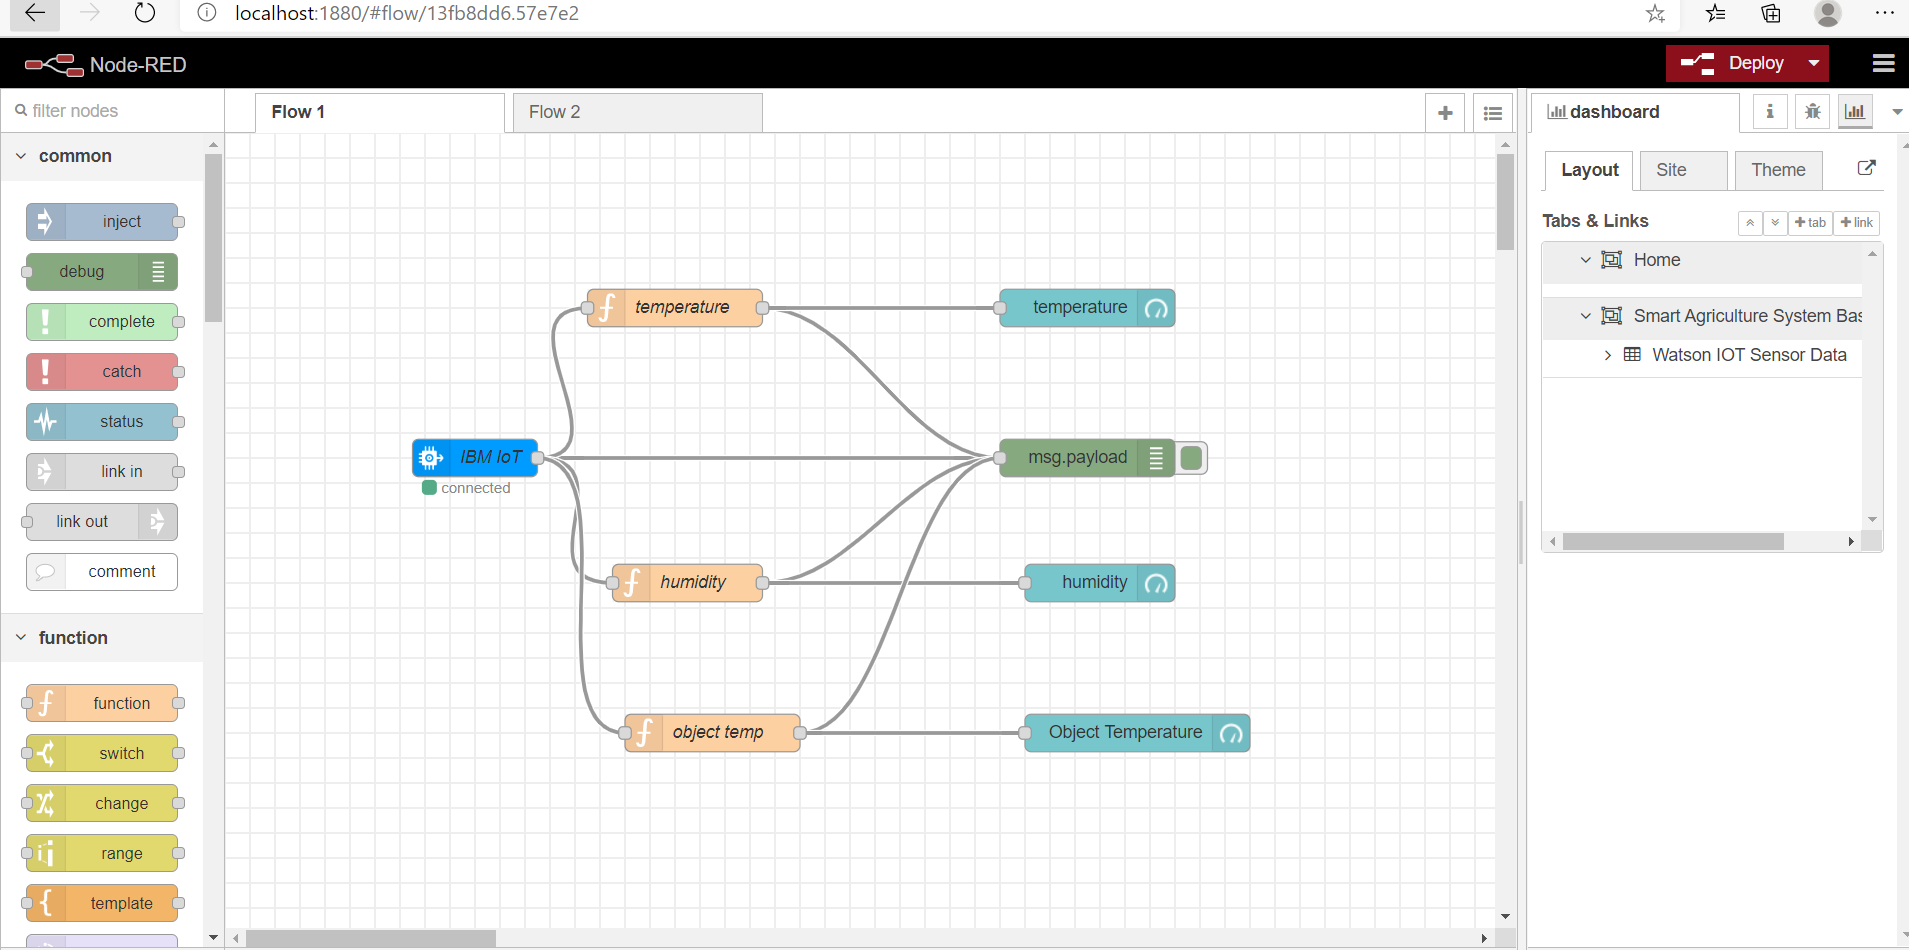 localhost:1880/#flow/13fb8dd6.57e7e2
Node-RED
Deploy
filter nodes
Flow 1
Flow 2
dashboard
common
inject
debug
complete
catch
status
link in
link out
comment
function
function
switch
change
range
template
temperature
temperature
IBM IoT
connected
msg.payload
humidity
humidity
object temp
Object Temperature
Layout
Site
Theme
Tabs & Links
+ tab
+ link
Home
Smart Agriculture System Bas
Watson IOT Sensor Data